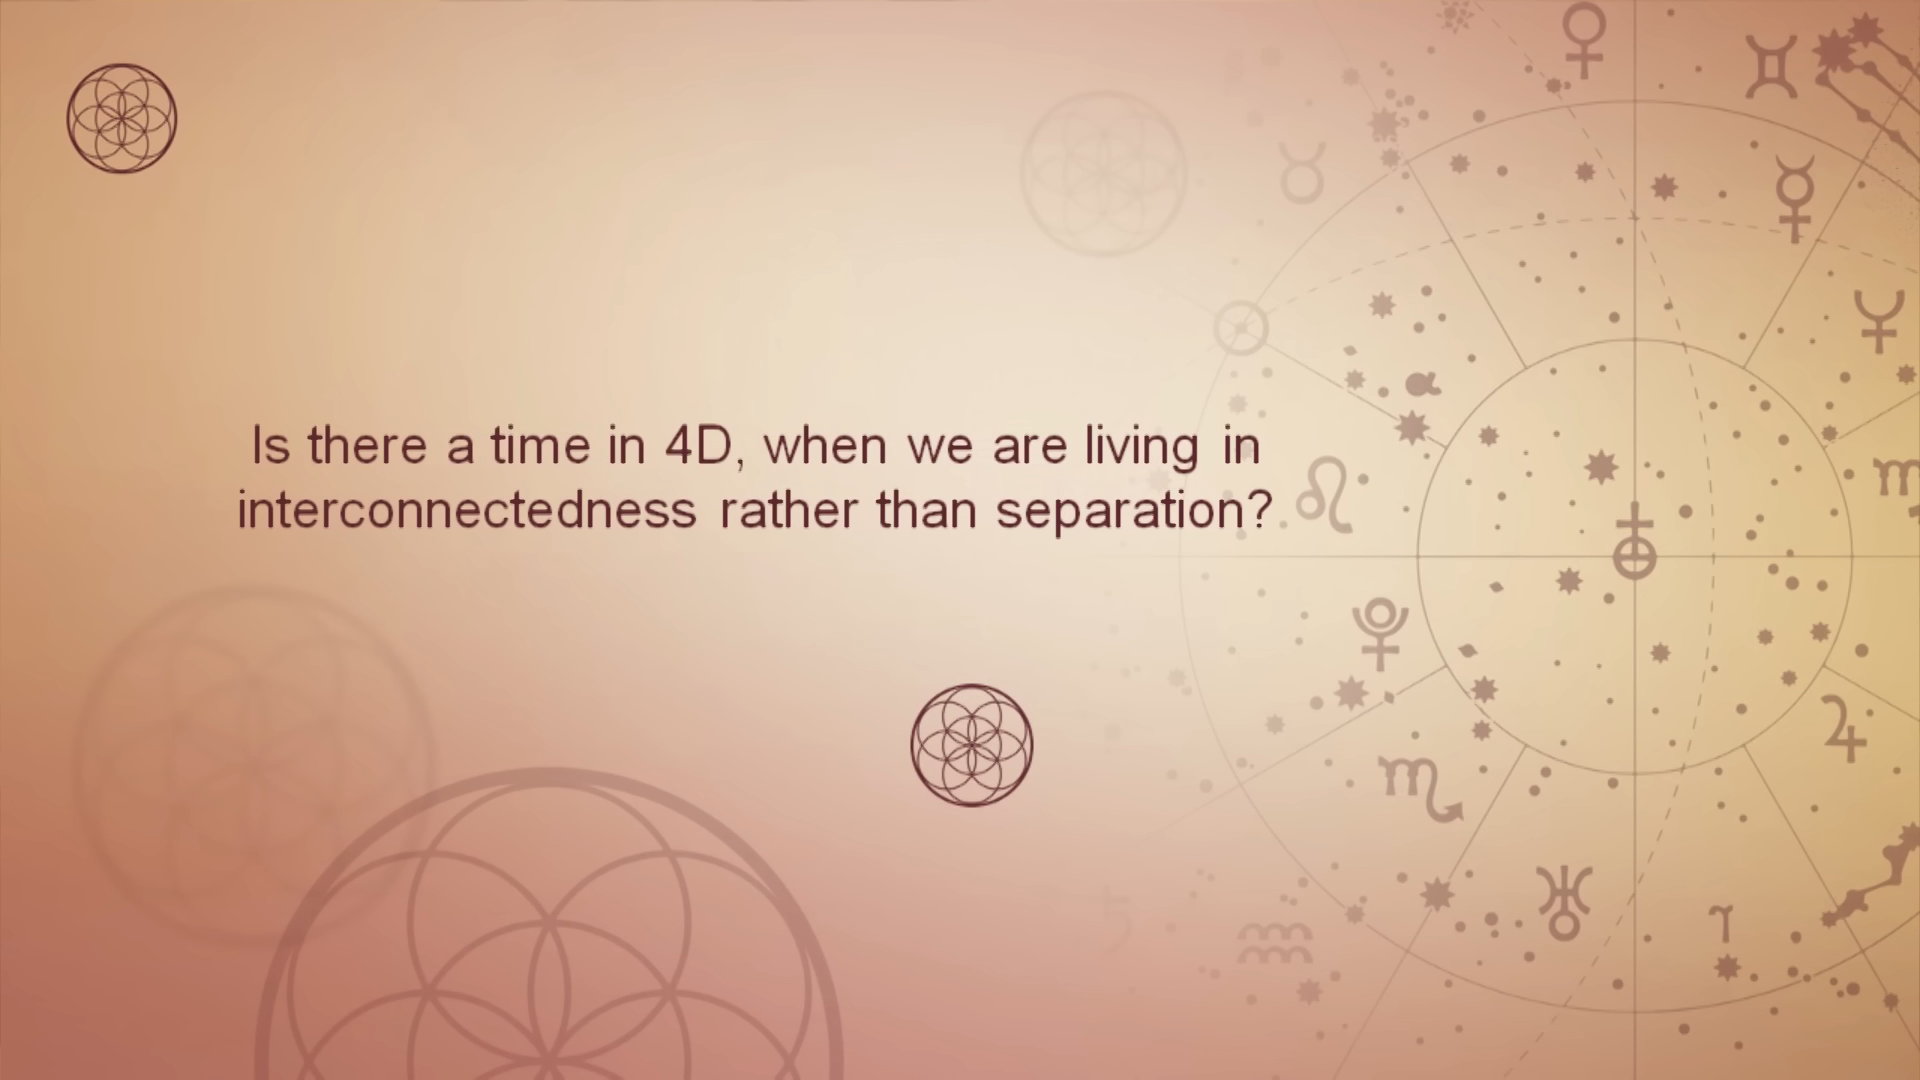 Is there a time in 4D, when we are living in
interconnectedness rather than separation?